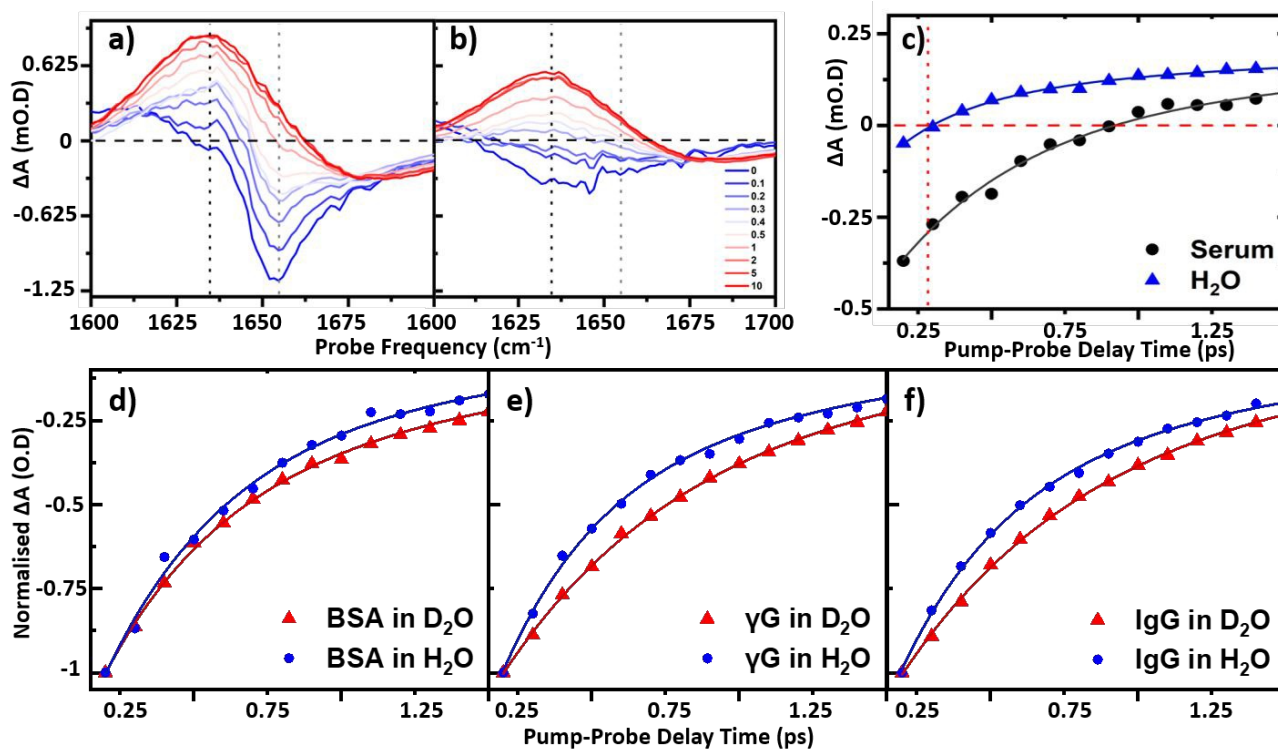 a)
b)
c)
ΔA (mO.D)
0.625
0
-0.625
-1.25
1600
1625
1650
1675
1600
1625
1650
1675
1700
Probe Frequency (cm-1)
0
0.1
0.2
0.3
0.4
0.5
1
2
5
10
ΔA (mO.D)
0.25
0
-0.25
-0.5
Serum
H2O
0.25
0.75
1.25
Pump-Probe Delay Time (ps)
d)
e)
f)
Normalised ΔA (O.D)
-0.25
-0.5
-0.75
-1
BSA in D2O
BSA in H2O
γG in D2O
γG in H2O
IgG in D2O
IgG in H2O
0.25
0.75
1.25
0.25
0.75
1.25
0.25
0.75
1.25
Pump-Probe Delay Time (ps)